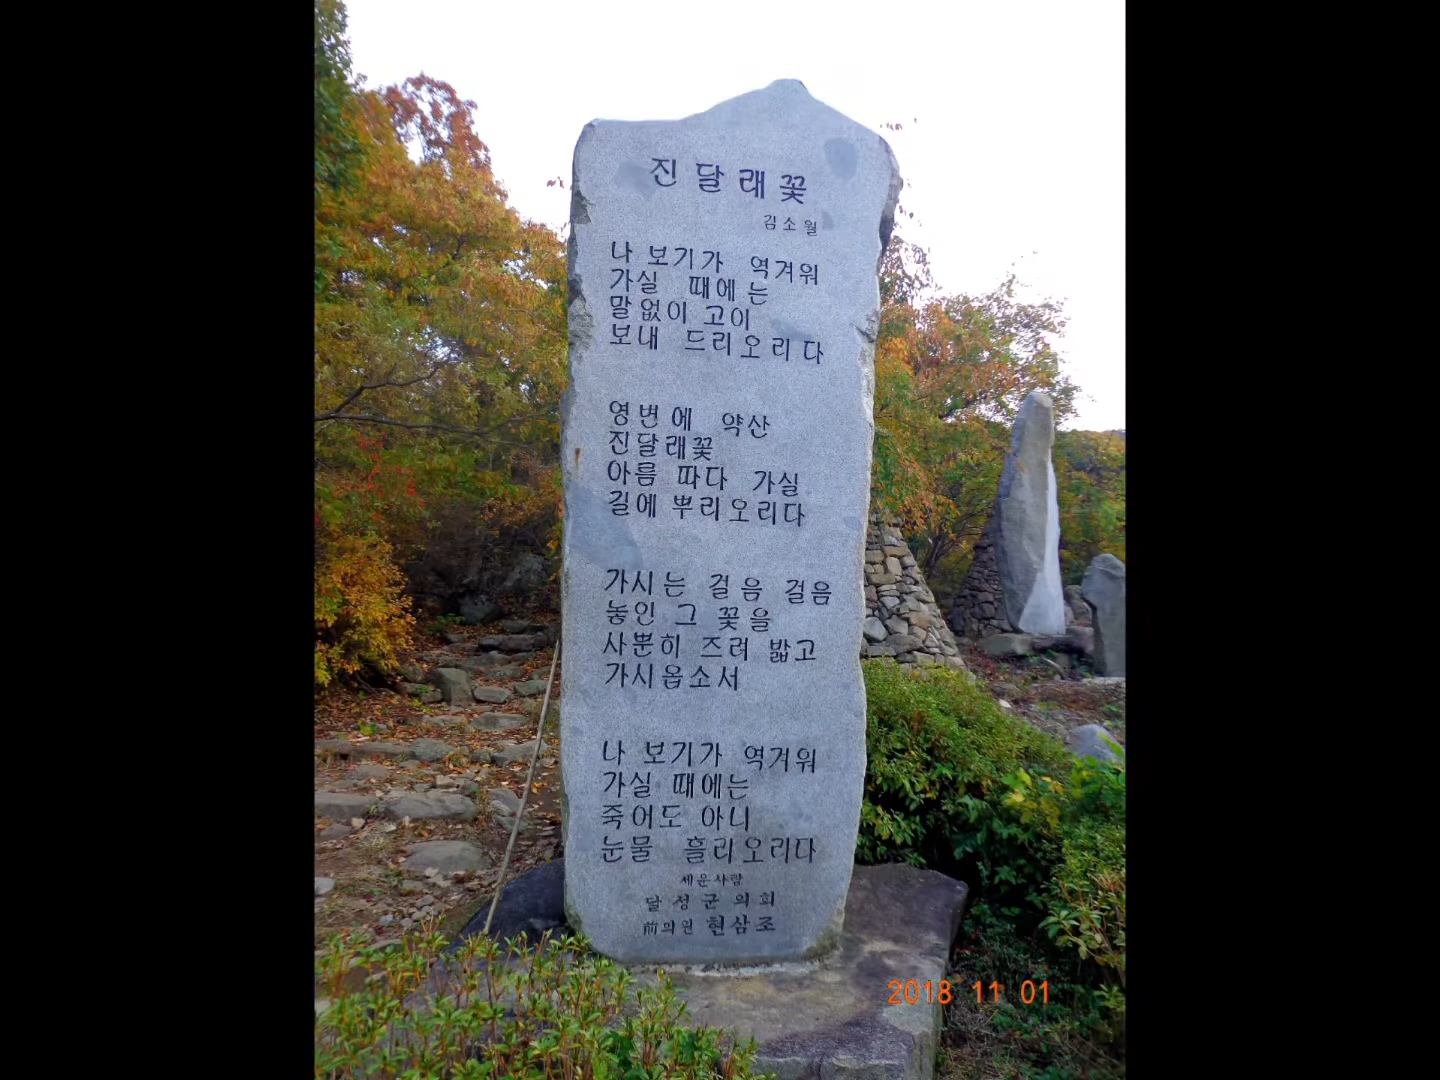 진달래꽃
김소월
나 보기가 역겨워
가실 때에는
말없이 고이
보내 드리오리다
영변에 약산
진달래꽃
아름 따다 가실
길에 뿌리오리다
가시는 걸음 걸음
놓인 그 꽃을
사뿐히 즈려 밟고
가시옵소서
나 보기가 역겨워
가실 때에는
죽어도 아니
눈물 흘리오리다
세운사람
달성군 의회
前의원 현삼조
2018 11 01